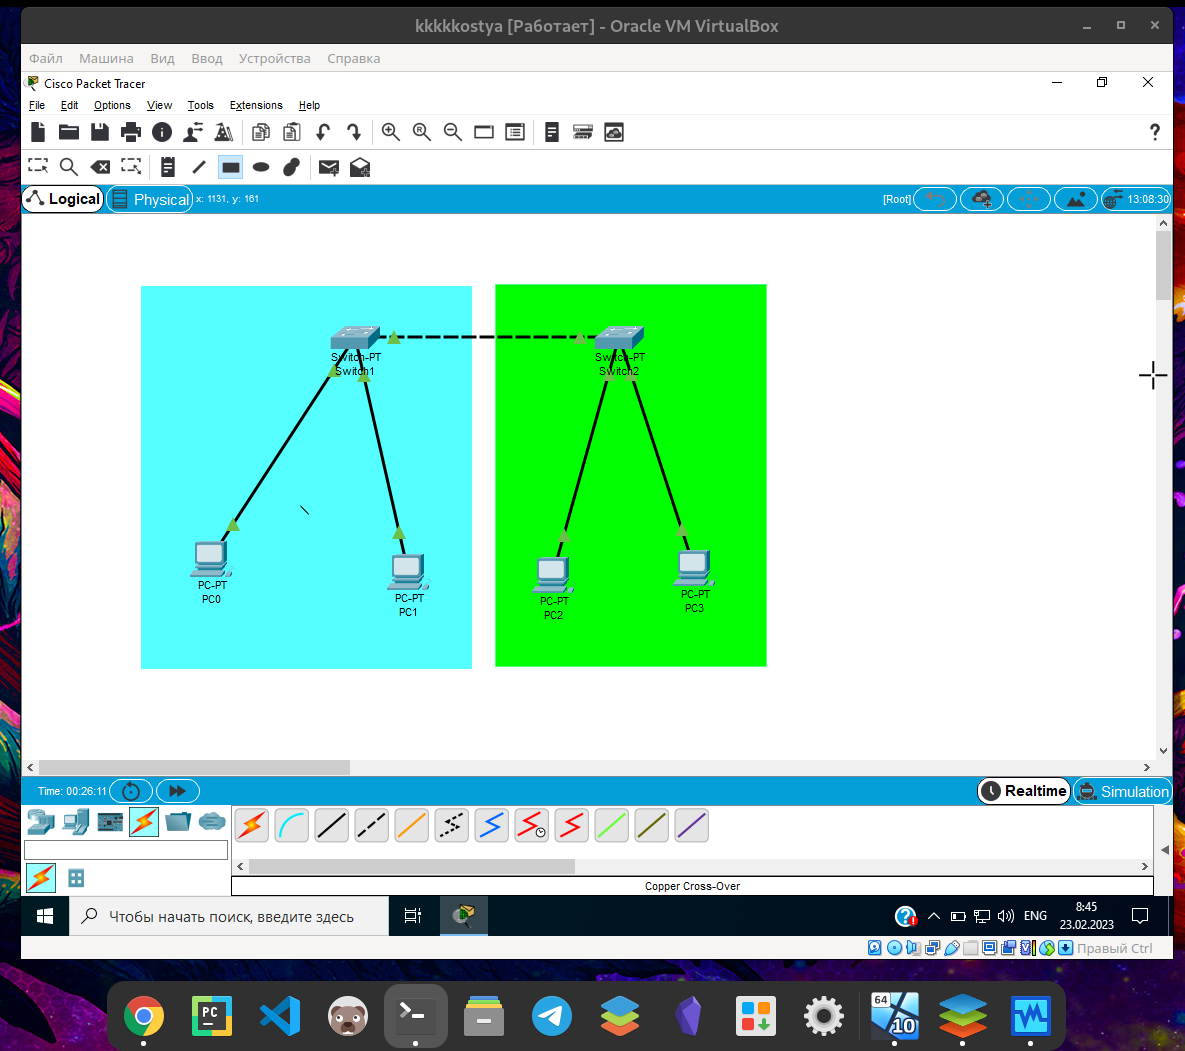 kkkkkostya [Работает] - Oracle VM VirtualBox
Файл Машина Вид Ввод Устройства Справка
Cisco Packet Tracer
File Edit Options View Tools Extensions Help
Logical Physical x: 1131, y: 161 [Root] 13:08:30
Switch-PT
Switch1
Switch-PT
Switch2
PC-PT
PC0
PC-PT
PC1
PC-PT
PC2
PC-PT
PC3
Time: 00:26:11 Realtime Simulation
Copper Cross-Over
Чтобы начать поиск, введите здесь
ENG
8:45
23.02.2023
Правый Ctrl
PC
64
10